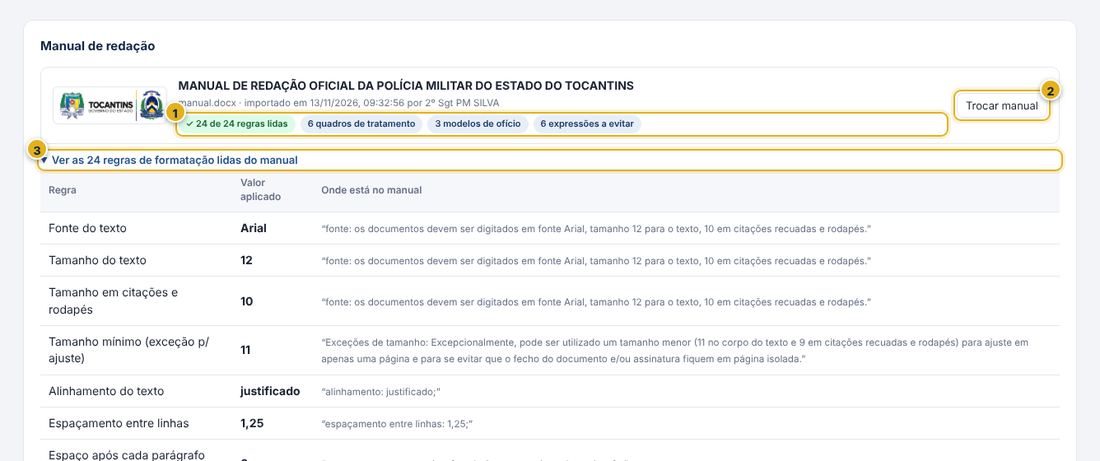 Manual de redação
TOCANTINS
GOVERNO DO ESTADO
MANUAL DE REDAÇÃO OFICIAL DA POLÍCIA MILITAR DO ESTADO DO TOCANTINS
manual.docx · importado em 13/11/2026, 09:32:56 por 2º Sgt PM SILVA
1
✓ 24 de 24 regras lidas
6 quadros de tratamento
3 modelos de ofício
6 expressões a evitar
2
Trocar manual
3
▾ Ver as 24 regras de formatação lidas do manual
Regra
Valor
aplicado
Onde está no manual
Fonte do texto
Arial
“fonte: os documentos devem ser digitados em fonte Arial, tamanho 12 para o texto, 10 em citações recuadas e rodapés.”
Tamanho do texto
12
“fonte: os documentos devem ser digitados em fonte Arial, tamanho 12 para o texto, 10 em citações recuadas e rodapés.”
Tamanho em citações e
rodapés
10
“fonte: os documentos devem ser digitados em fonte Arial, tamanho 12 para o texto, 10 em citações recuadas e rodapés.”
Tamanho mínimo (exceção p/
ajuste)
11
“Exceções de tamanho: Excepcionalmente, pode ser utilizado um tamanho menor (11 no corpo do texto e 9 em citações recuadas e rodapés) para ajuste em
apenas uma página e para se evitar que o fecho do documento e/ou assinatura fiquem em página isolada.”
Alinhamento do texto
justificado
“alinhamento: justificado;”
Espaçamento entre linhas
1,25
“espaçamento entre linhas: 1,25;”
Espaço após cada parágrafo